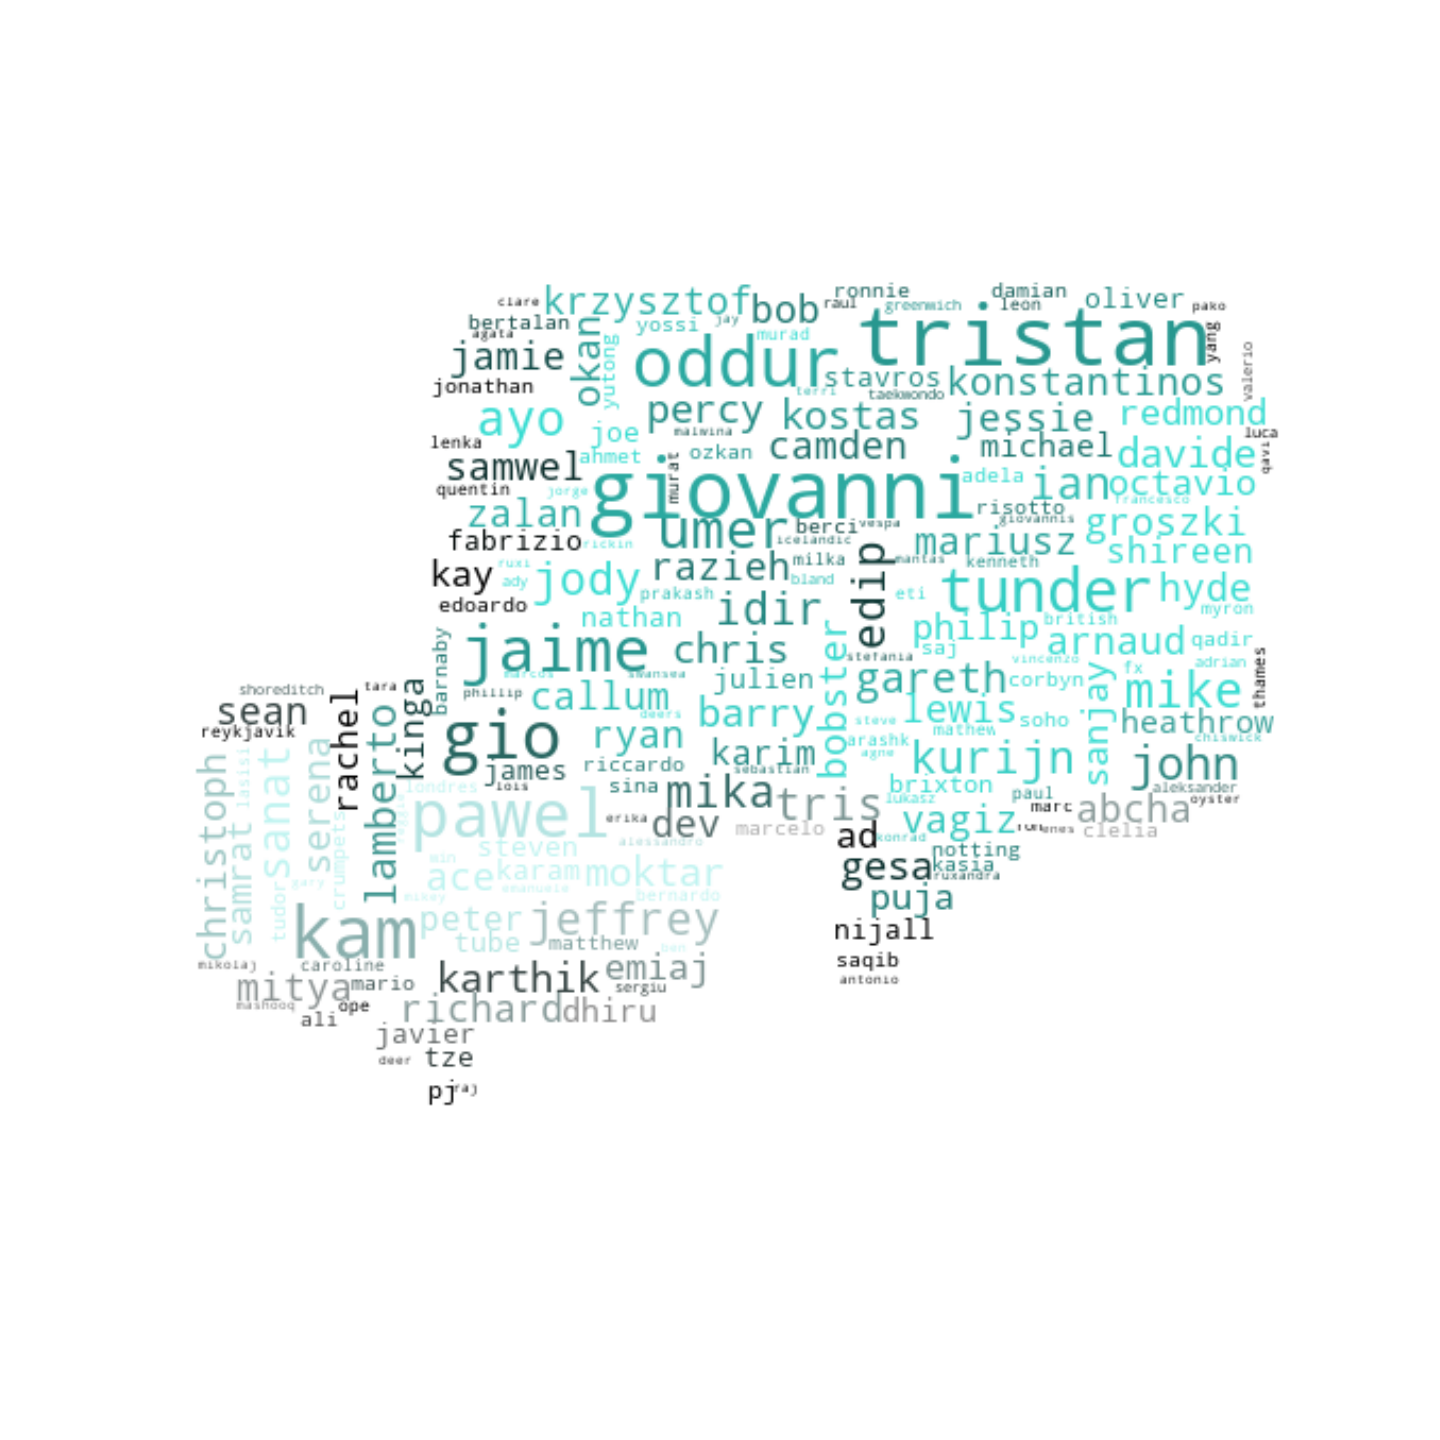 ronnie
damian
krzysztof
clare
bob
raul
greenwich
leon
oliver
pako
bertalan
yossi
jay
tristan
agata
okan
murad
oddur
yang
jamie
yutong
stavros
konstantinos
valerio
jonathan
terri
taekwondo
ayo
percy
kostas
jessie
redmond
joe
malwina
luca
lenka
camden
michael
ozkan
davide
qavi
ahmet
samwel
murat
giovanni
adela
ian
octavio
quentin
jorge
francesco
zalan
risotto
umer
berci
vespa
giovannis
groszki
fabrizio
rickin
icelandic
mariusz
shireen
kay
ruxi
ady
jody
razieh
milka
bland
mantas
kenneth
edip
hyde
prakash
eti
tunder
edoardo
myron
nathan
idir
philip
british
arnaud
qadir
barnaby
jaime
chris
bobster
saj
stefania
vincenzo
adrian
fx
thames
marcos
swansea
julien
gareth
corbyn
sanjay
shoreditch
tara
kinga
phillip
callum
mike
sean
rachel
lamberto
deers
barry
lewis
soho
heathrow
reykjavik
gio
ryan
steve
mathew
chiswick
arashk
agne
karim
kurijn
john
christoph
lasisi
sanat
serena
james
riccardo
sebastian
lois
sina
londres
brixton
paul
aleksander
lukasz
oyster
mika
tris
marc
abcha
pawel
erika
dev
marcelo
vagiz
enes
clelia
samrat
crumpets
ad
konrad
steven
alessandro
notting
win
gesa
kasia
ruxandra
tudor
gary
ace
karam
moktar
emanuele
mikey
bernardo
puja
kam
peter
jeffrey
nijall
tube
matthew
ben
mikolaj
caroline
emiaj
saqib
mitya
mario
karthik
sergiu
antonio
mashooq
ope
richard
dhiru
ali
javier
deer
tze
pj
raj